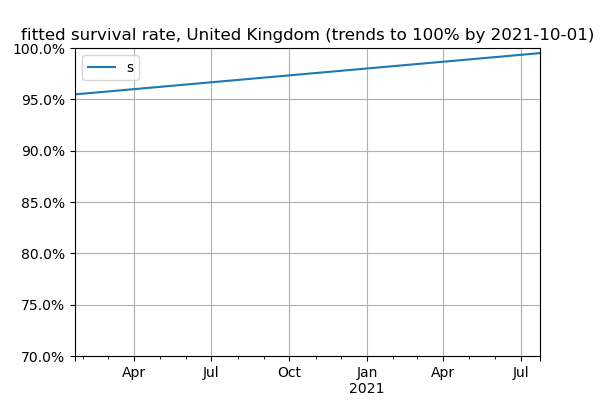 fitted survival rate, United Kingdom (trends to 100% by 2021-10-01)
100.0%
s
95.0%
90.0%
85.0%
80.0%
75.0%
70.0%
Apr Jul Oct Jan Apr Jul
2021